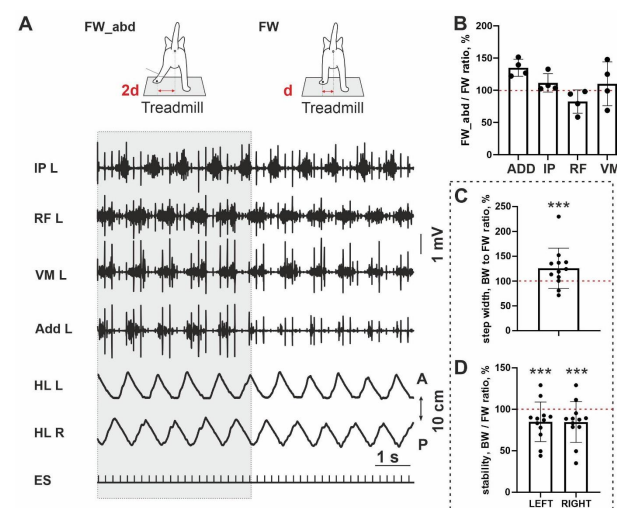 A
FW_abd
FW
2d
d
Treadmill
Treadmill
IP L
RF L
VM L
Add L
HL L
HL R
ES
1 mV
A
P
10 cm
1 s
B
FW_abd / FW ratio, %
200
150
100
50
0
ADD IP RF VM
C
step width, BW to FW ratio, %
***
250
200
150
100
50
0
D
stability, BW / FW ratio, %
*** ***
150
100
50
0
LEFT RIGHT